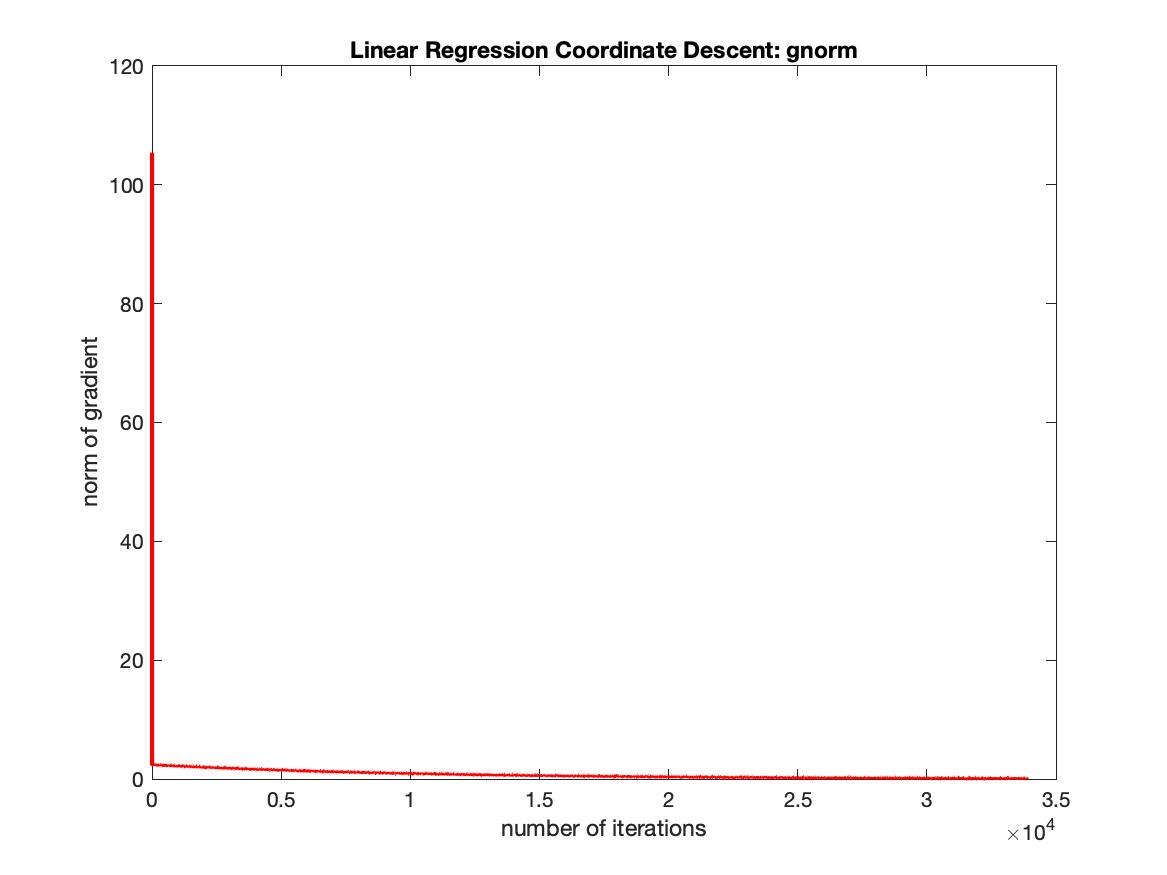 Linear Regression Coordinate Descent: gnorm
120
100
80
60
40
20
0
norm of gradient
0 0.5 1 1.5 2 2.5 3 3.5
number of iterations
×10⁴